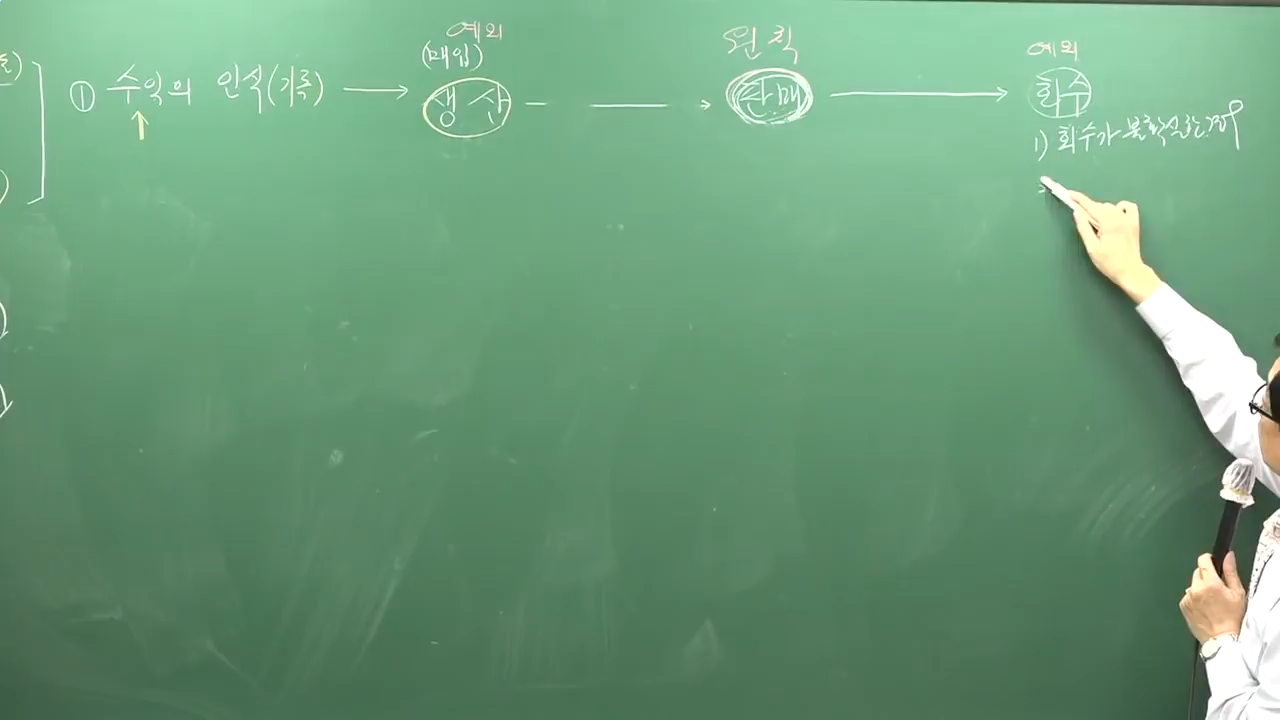 예외 원칙 예외
(매입)
① 수익의 인식(기록) → 생산 → 판매 → 회수
↑
1) 회수가 불확실한 경우